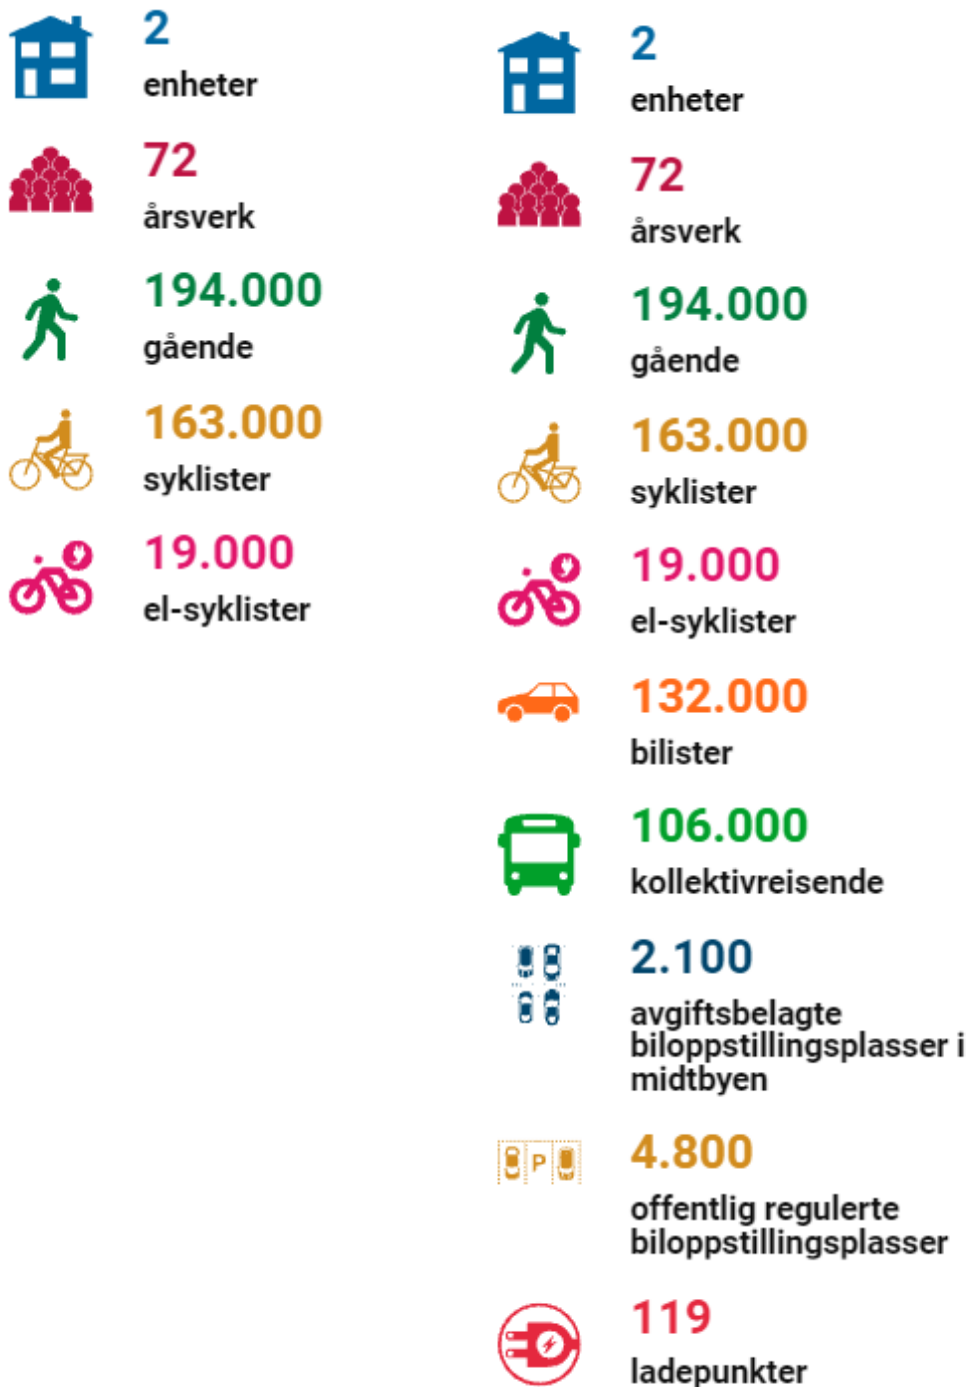 2
enheter
72
årsverk
194.000
gående
163.000
syklister
19.000
el-syklister
2
enheter
72
årsverk
194.000
gående
163.000
syklister
19.000
el-syklister
132.000
bilister
106.000
kollektivreisende
2.100
avgiftsbelagte
biloppstillingsplasser i
midtbyen
P
4.800
offentlig regulerte
biloppstillingsplasser
119
ladepunkter